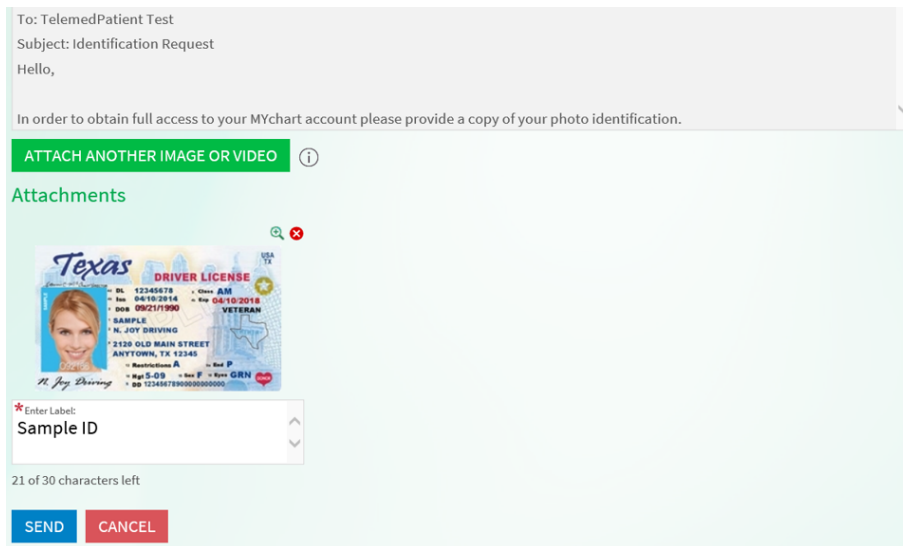 To: TelemedPatient Test
Subject: Identification Request
Hello,
In order to obtain full access to your MYchart account please provide a copy of your photo identification.
ATTACH ANOTHER IMAGE OR VIDEO
Attachments
Texas
USA
TX
DRIVER LICENSE
DL 12345678 Class AM
Iss 04/10/2014 Exp 04/10/2018
DOB 09/21/1990 VETERAN
SAMPLE
N. JOY DRIVING
2120 OLD MAIN STREET
ANYTOWN, TX 12345
Restrictions A End P
Hgt 5-09 Sex F Eyes GRN
DD 12345678900000000000
N. Joy Driving
*Enter Label:
Sample ID
21 of 30 characters left
SEND CANCEL